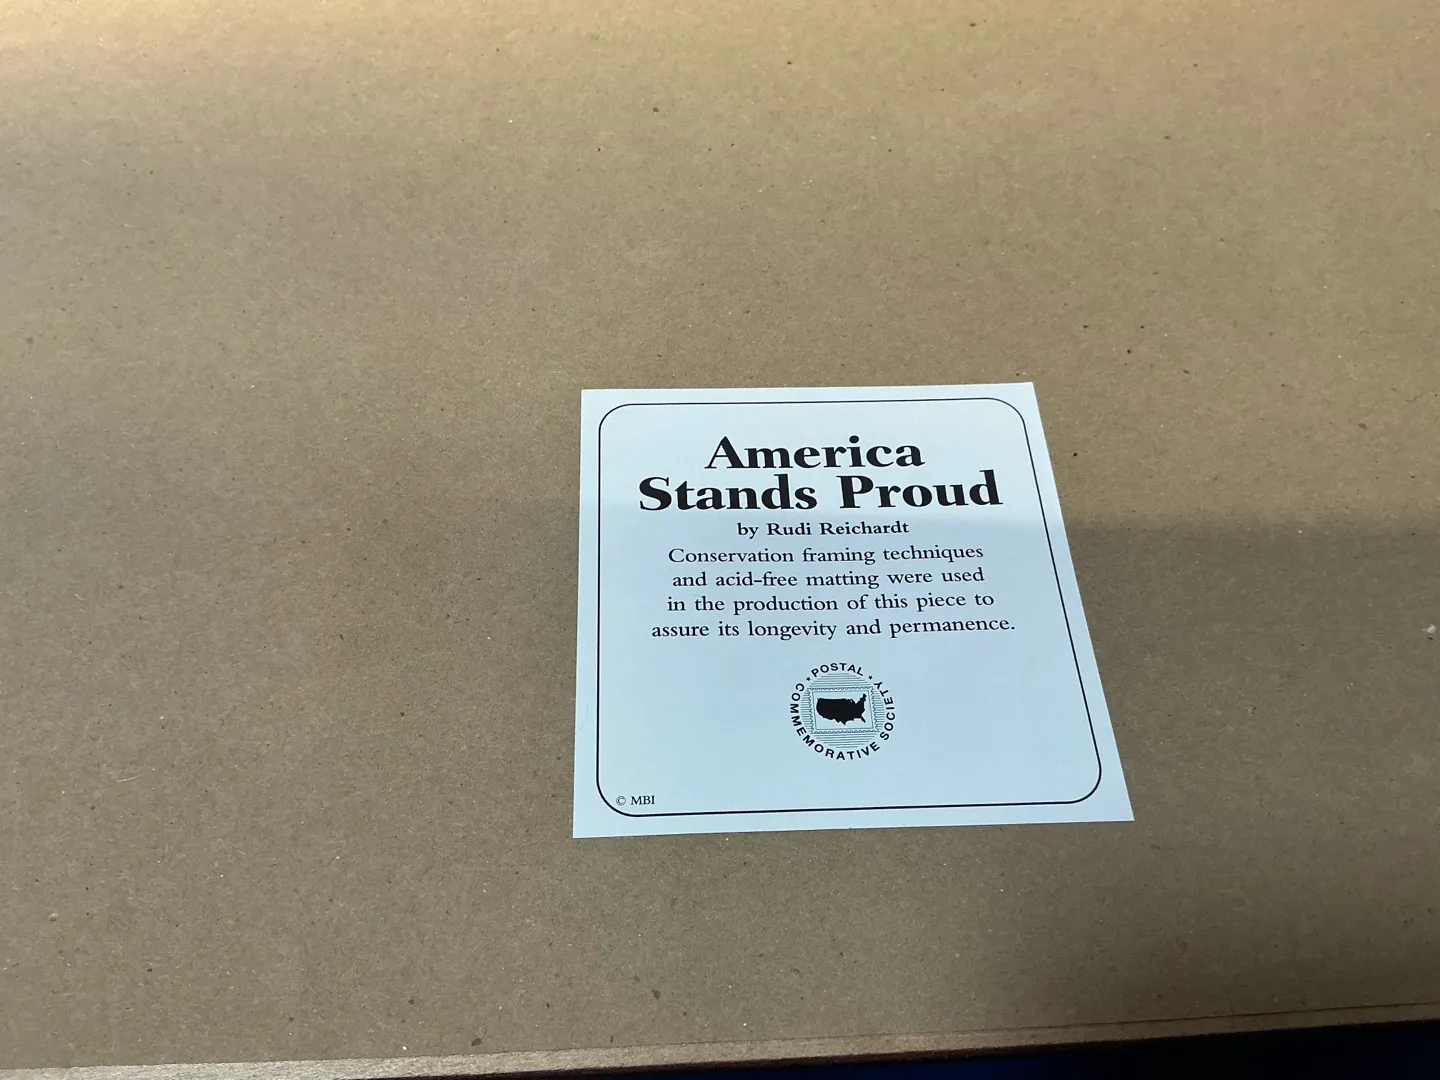 America
Stands Proud
by Rudi Reichardt
Conservation framing techniques
and acid-free matting were used
in the production of this piece to
assure its longevity and permanence.
POSTAL
COMMEMORATIVE SOCIETY
© MBI